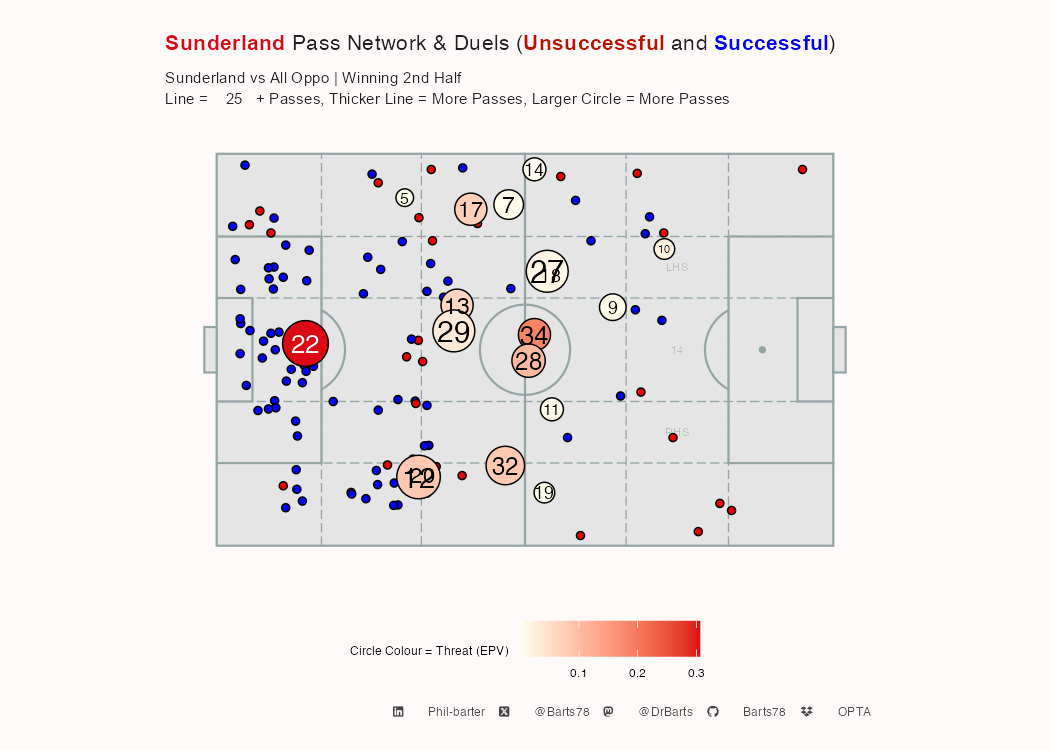 Sunderland Pass Network & Duels (Unsuccessful and Successful)
Sunderland vs All Oppo | Winning 2nd Half
Line = 25 + Passes, Thicker Line = More Passes, Larger Circle = More Passes
14
5
17
7
10
27
8
LHS
13
9
29
22
34
14
28
11
RHS
32
20
12
19
Circle Colour = Threat (EPV)
0.1 0.2 0.3
Phil-barter @Barts78 @DrBarts Barts78 OPTA